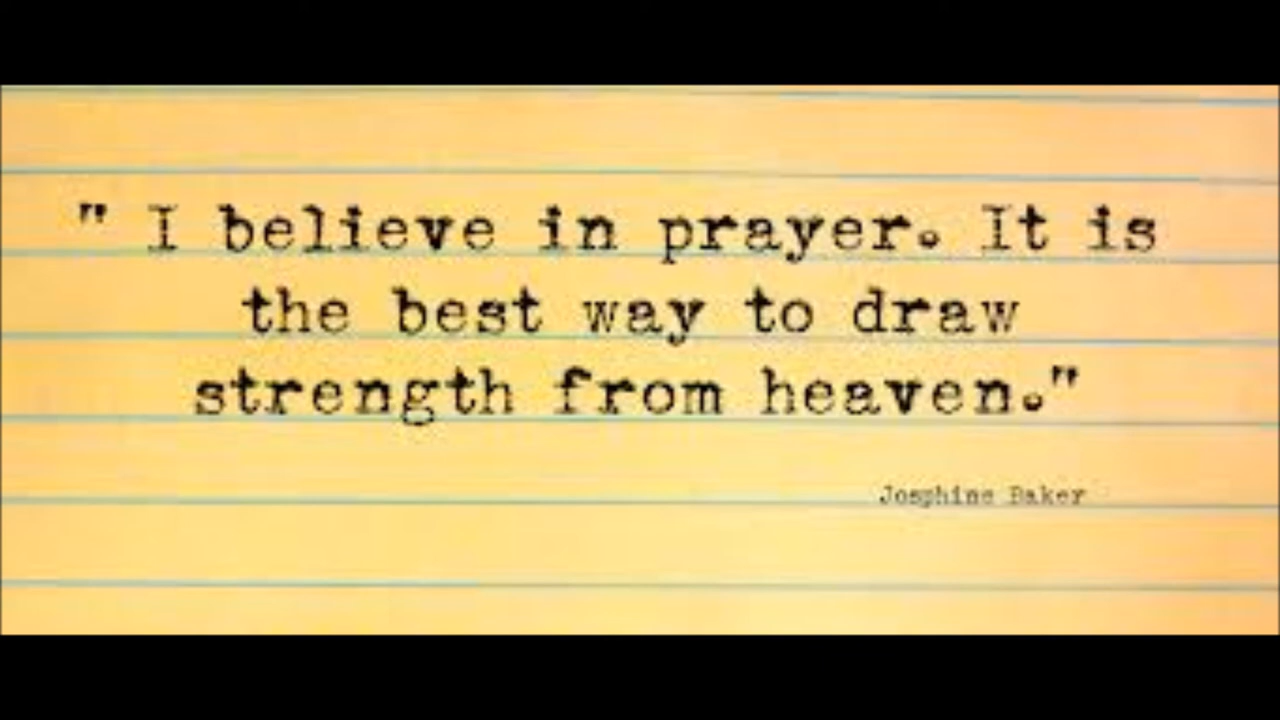 " I believe in prayer. It is
the best way to draw
strength from heaven."
Josphine Baker